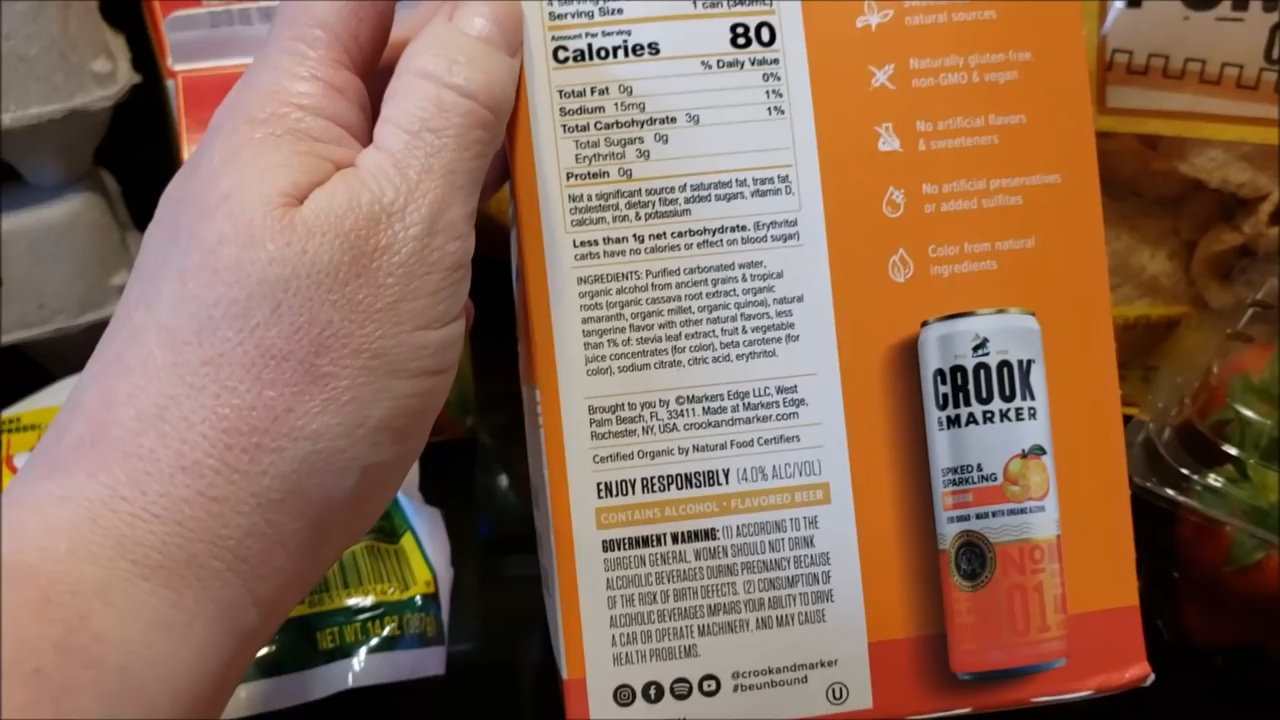 Serving Size 1 can (340mL)
Amount Per Serving
Calories 80
% Daily Value
Total Fat 0g 0%
Sodium 15mg 1%
Total Carbohydrate 3g 1%
Total Sugars 0g
Erythritol 3g
Protein 0g
Not a significant source of saturated fat, trans fat,
cholesterol, dietary fiber, added sugars, vitamin D,
calcium, iron, & potassium
Less than 1g net carbohydrate. (Erythritol
carbs have no calories or effect on blood sugar)
INGREDIENTS: Purified carbonated water,
organic alcohol from ancient grains & tropical
roots (organic cassava root extract, organic
amaranth, organic millet, organic quinoa), natural
tangerine flavor with other natural flavors, less
than 1% of: stevia leaf extract, fruit & vegetable
juice concentrates (for color), beta carotene (for
color), sodium citrate, citric acid, erythritol.
Brought to you by ©Markers Edge LLC, West
Palm Beach, FL, 33411. Made at Markers Edge,
Rochester, NY, USA. crookandmarker.com
Certified Organic by Natural Food Certifiers
ENJOY RESPONSIBLY (4.0% ALC/VOL)
CONTAINS ALCOHOL • FLAVORED BEER
GOVERNMENT WARNING: (1) ACCORDING TO THE
SURGEON GENERAL, WOMEN SHOULD NOT DRINK
ALCOHOLIC BEVERAGES DURING PREGNANCY BECAUSE
OF THE RISK OF BIRTH DEFECTS. (2) CONSUMPTION OF
ALCOHOLIC BEVERAGES IMPAIRS YOUR ABILITY TO DRIVE
A CAR OR OPERATE MACHINERY, AND MAY CAUSE
HEALTH PROBLEMS.
@crookandmarker
#beunbound
U
natural sources
Naturally gluten-free,
non-GMO & vegan
No artificial flavors
& sweeteners
No artificial preservatives
or added sulfites
Color from natural
ingredients
CROOK
& MARKER
SPIKED &
SPARKLING
ZERO SUGAR • MADE WITH ORGANIC ALCOHOL
No
01
NET WT. 14 OZ (397g)